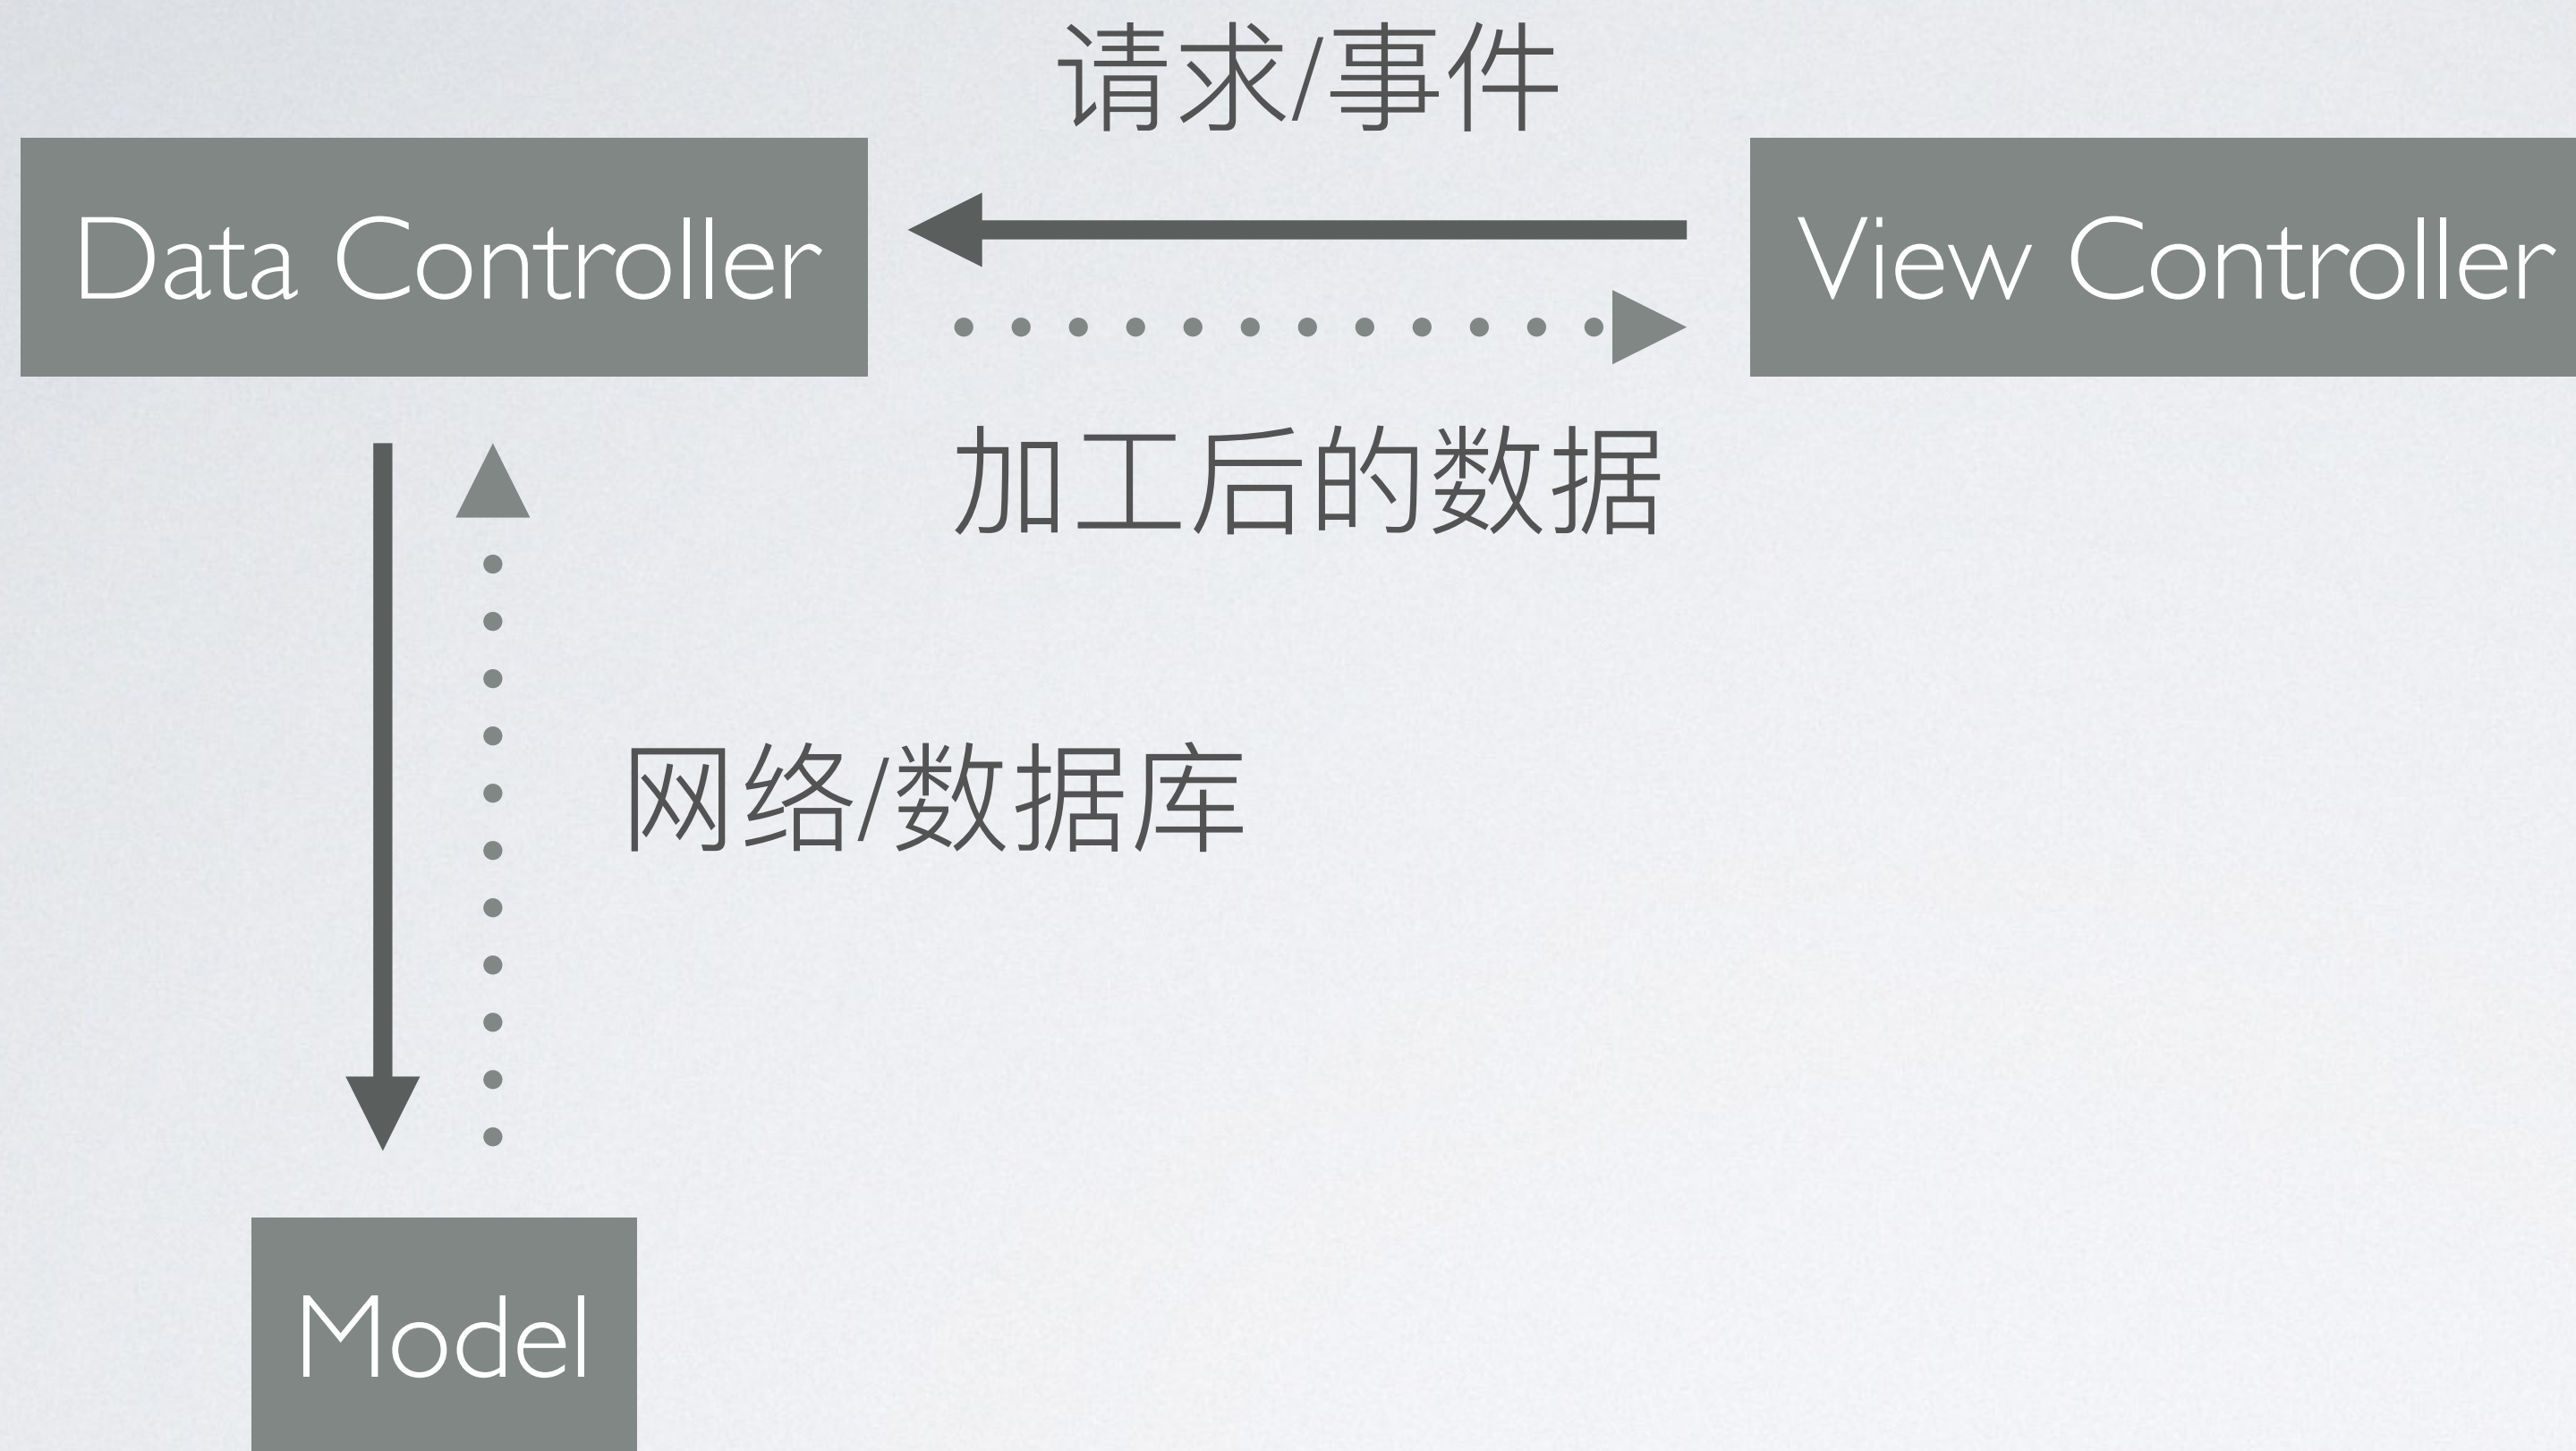 请求/事件
Data Controller
View Controller
加工后的数据
网络/数据库
Model